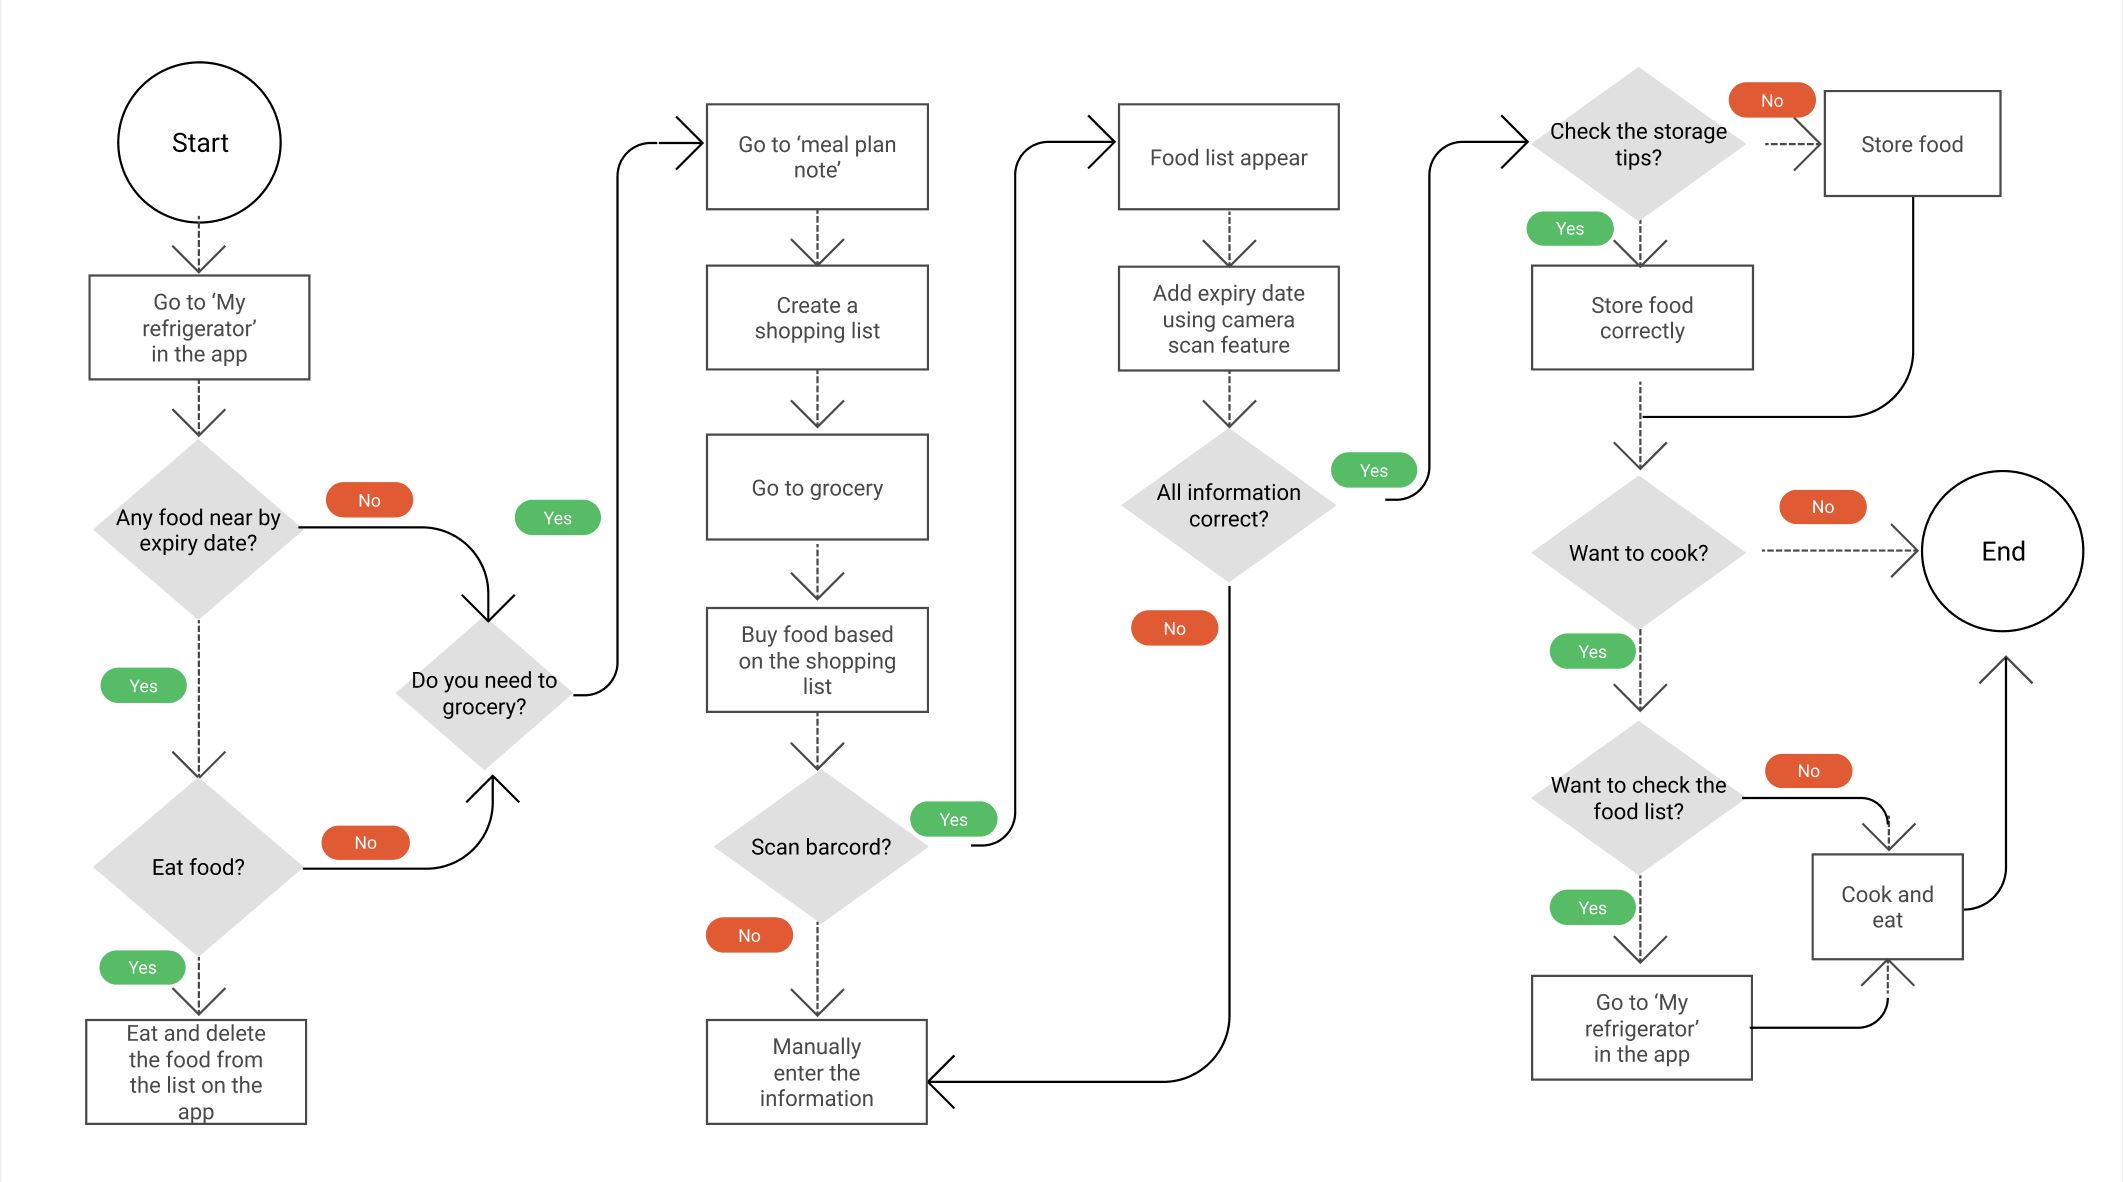 Start
Go to ‘My
refrigerator’
in the app
Any food near by
expiry date?
No
Yes
Do you need to
grocery?
Yes
Eat food?
No
Yes
Eat and delete
the food from
the list on the
app
Go to ‘meal plan
note’
Create a
shopping list
Go to grocery
Buy food based
on the shopping
list
Scan barcord?
Yes
No
Manually
enter the
information
Food list appear
Add expiry date
using camera
scan feature
All information
correct?
Yes
No
Check the storage
tips?
No
Store food
Yes
Store food
correctly
Want to cook?
No
End
Yes
Want to check the
food list?
No
Cook and
eat
Yes
Go to ‘My
refrigerator’
in the app